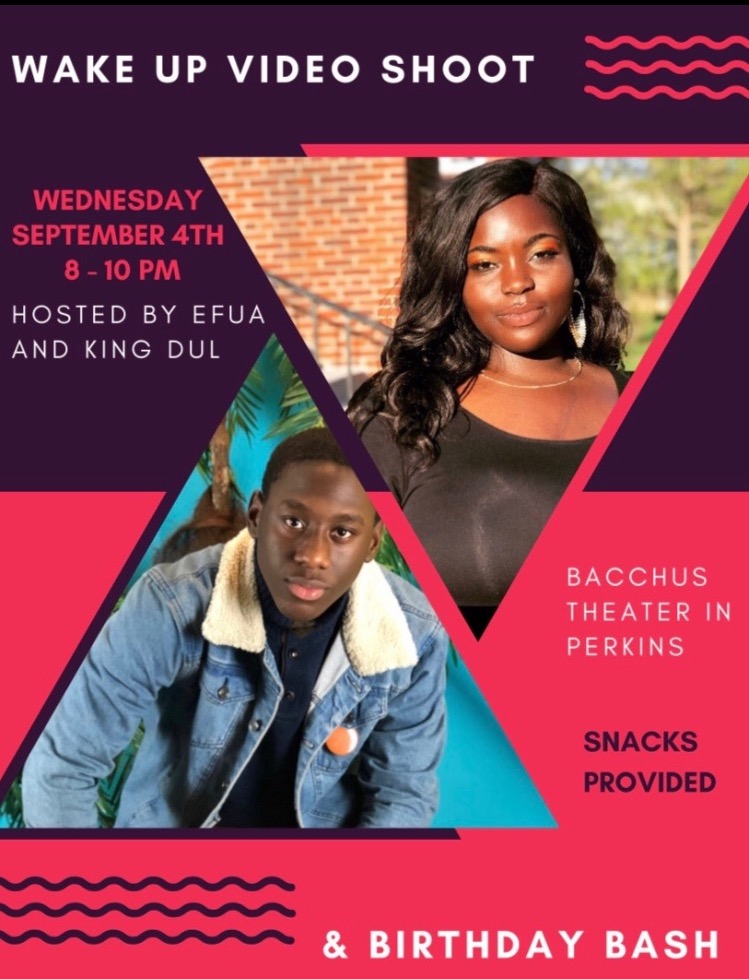 WAKE UP VIDEO SHOOT
WEDNESDAY
SEPTEMBER 4TH
8 - 10 PM
HOSTED BY EFUA
AND KING DUL
BACCHUS
THEATER IN
PERKINS
SNACKS
PROVIDED
& BIRTHDAY BASH